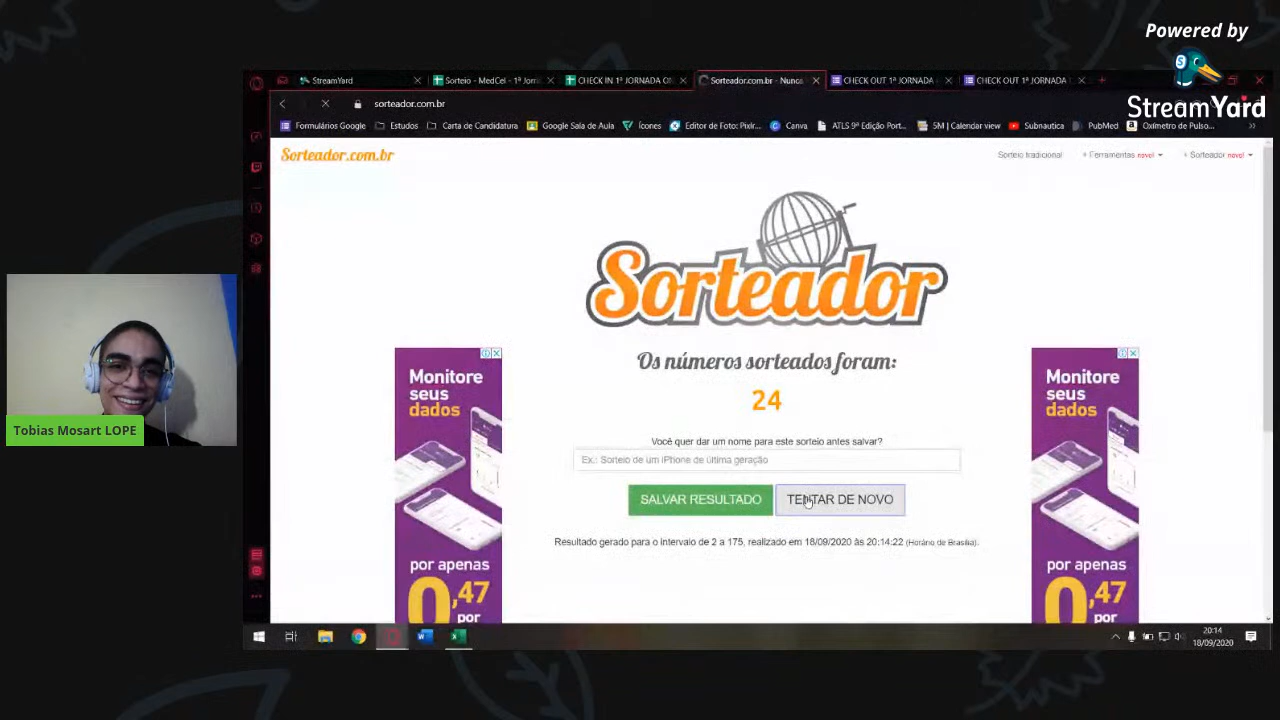 Powered by
StreamYard
StreamYard
Sorteio - MedCel - 1ª Jorn
CHECK IN 1ª JORNADA O
Sorteador.com.br - Nunca
CHECK OUT 1ª JORNADA
CHECK OUT 1ª JORNADA
sorteador.com.br
Formulários Google
Estudos
Carta de Candidatura
Google Sala de Aula
Ícones
Editor de Foto: Pixlr...
Canva
ATLS 9ª Edição Port...
5M | Calendar view
Subnautica
PubMed
Oxímetro de Pulso...
Sorteador.com.br
Sorteio tradicional
+ Ferramentas novo!
+ Sorteador novo!
Sorteador
Os números sorteados foram:
24
Você quer dar um nome para este sorteio antes salvar?
Ex.: Sorteio de um iPhone de última geração
SALVAR RESULTADO
TENTAR DE NOVO
Resultado gerado para o intervalo de 2 a 175, realizado em 18/09/2020 às 20:14:22 (Horário de Brasília).
Monitore
seus
dados
por apenas
0,47
por
Monitore
seus
dados
por apenas
0,47
por
Tobias Mosart LOPE
20:14
18/09/2020